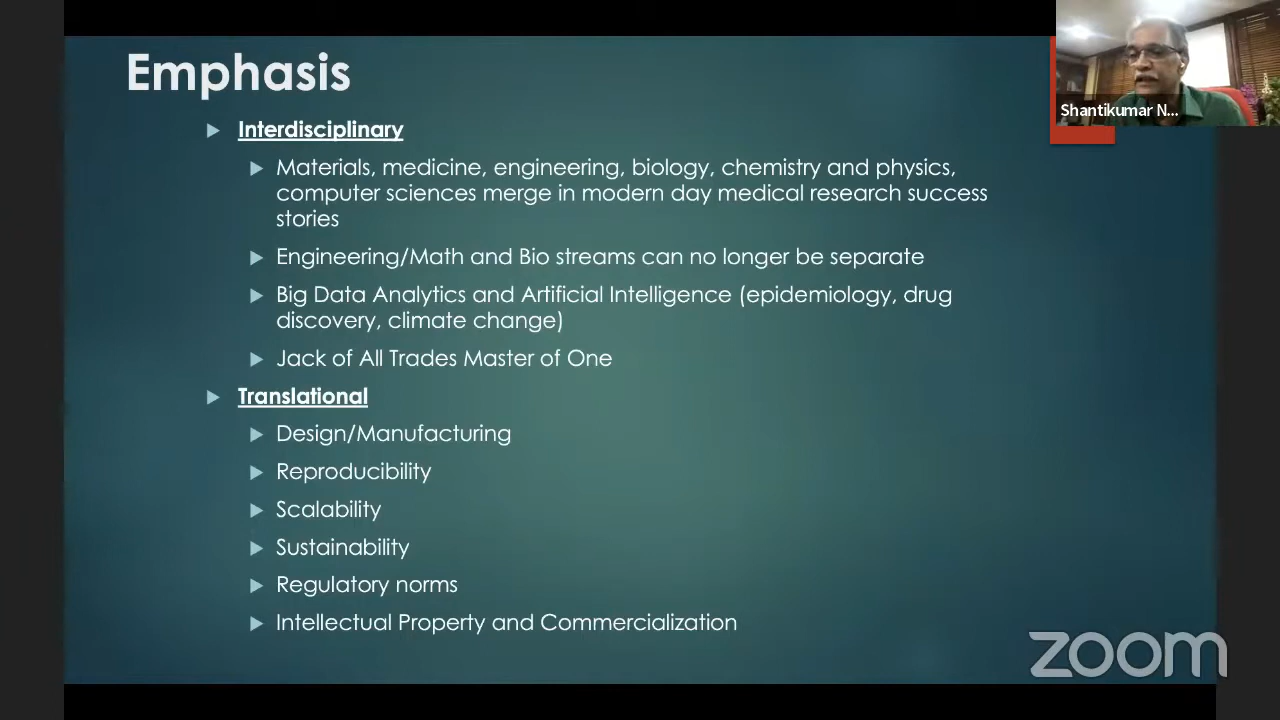 Emphasis
Interdisciplinary
Materials, medicine, engineering, biology, chemistry and physics,
computer sciences merge in modern day medical research success
stories
Engineering/Math and Bio streams can no longer be separate
Big Data Analytics and Artificial Intelligence (epidemiology, drug
discovery, climate change)
Jack of All Trades Master of One
Translational
Design/Manufacturing
Reproducibility
Scalability
Sustainability
Regulatory norms
Intellectual Property and Commercialization
Shantikumar N...
zoom